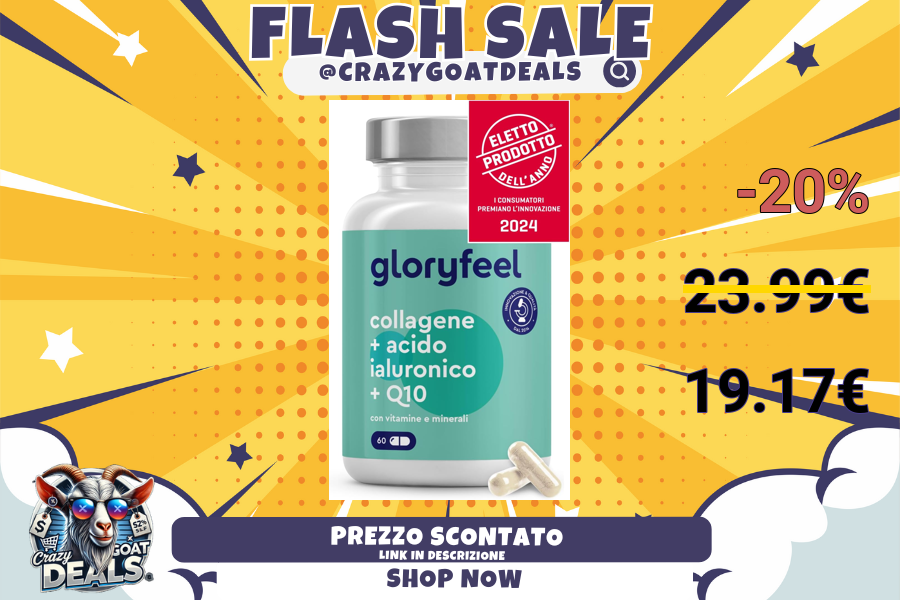 FLASH SALE
@CRAZYGOATDEALS
ELETTO
PRODOTTO
DELL'ANNO
I CONSUMATORI
PREMIANO L'INNOVAZIONE
2024
gloryfeel
collagene
+ acido
ialuronico
+ Q10
con vitamine e minerali
60
-20%
23.99€
19.17€
$
52%
Crazy
GOAT
DEALS
PREZZO SCONTATO
LINK IN DESCRIZIONE
SHOP NOW